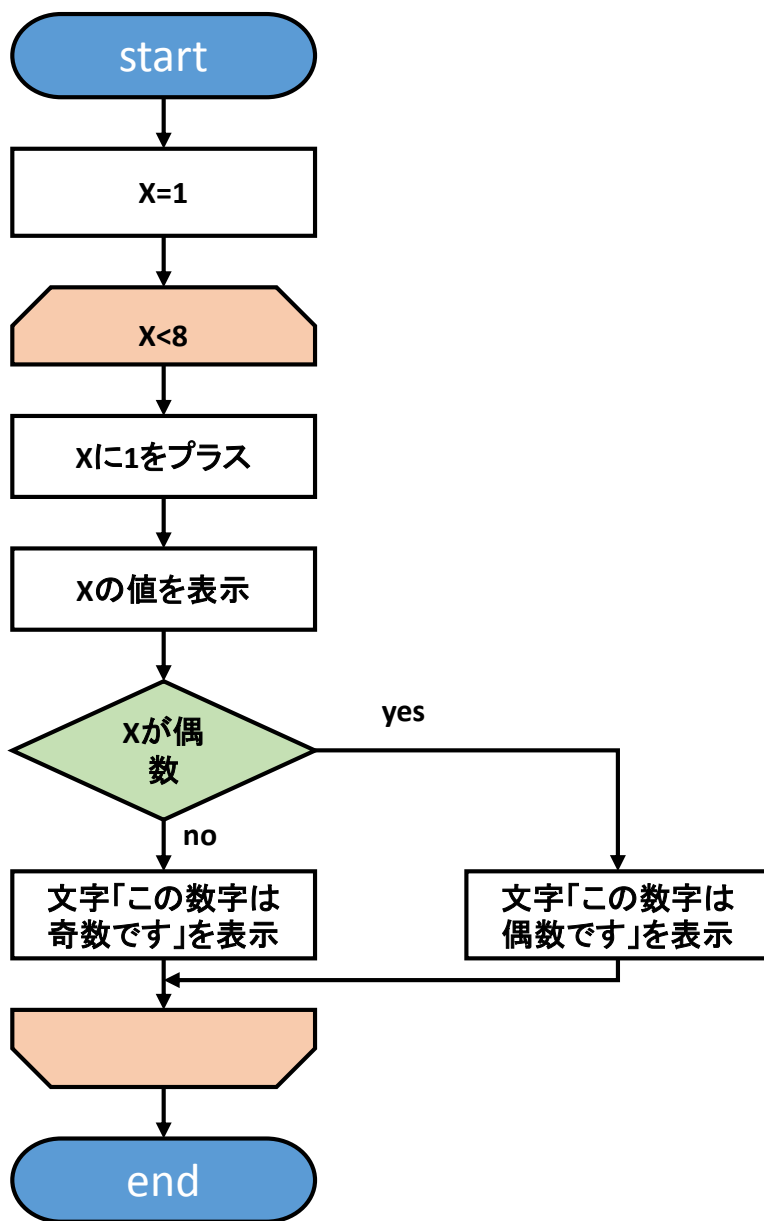 start
X=1
X<8
Xに1をプラス
Xの値を表示
Xが偶
数
yes
no
文字「この数字は
奇数です」を表示
文字「この数字は
偶数です」を表示
end